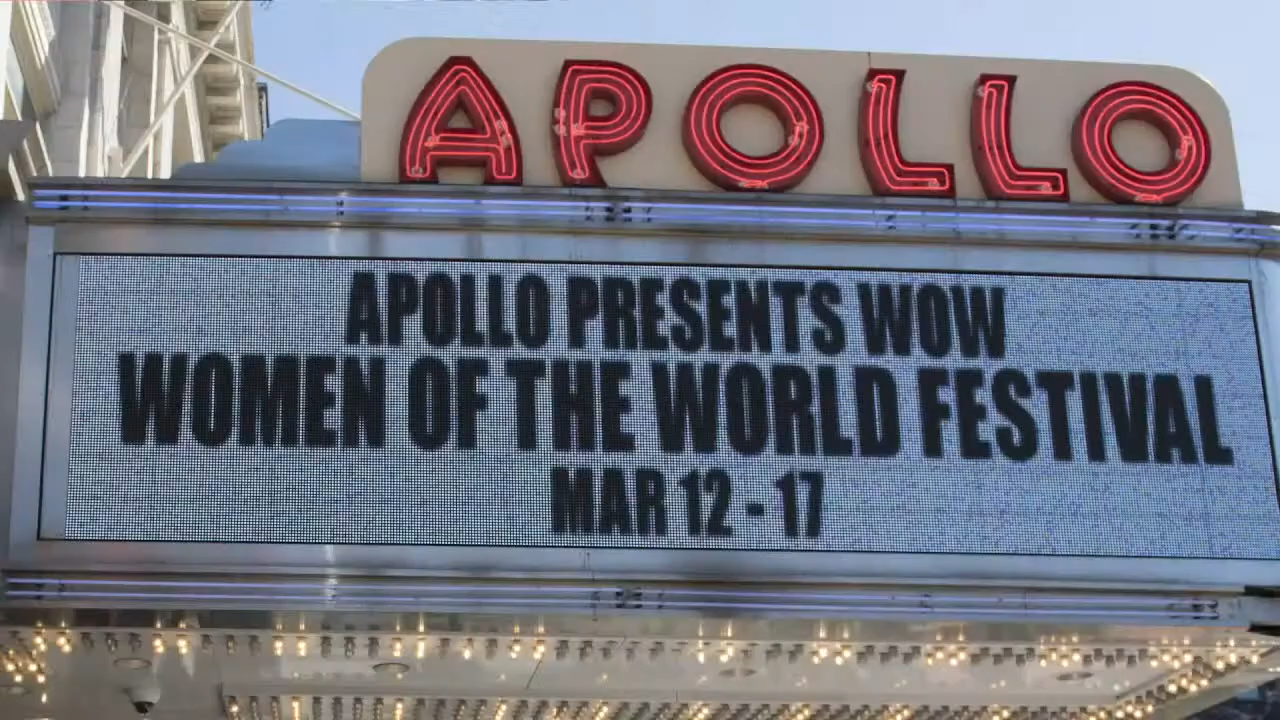 APOLLO
APOLLO PRESENTS WOW
WOMEN OF THE WORLD FESTIVAL
MAR 12 - 17